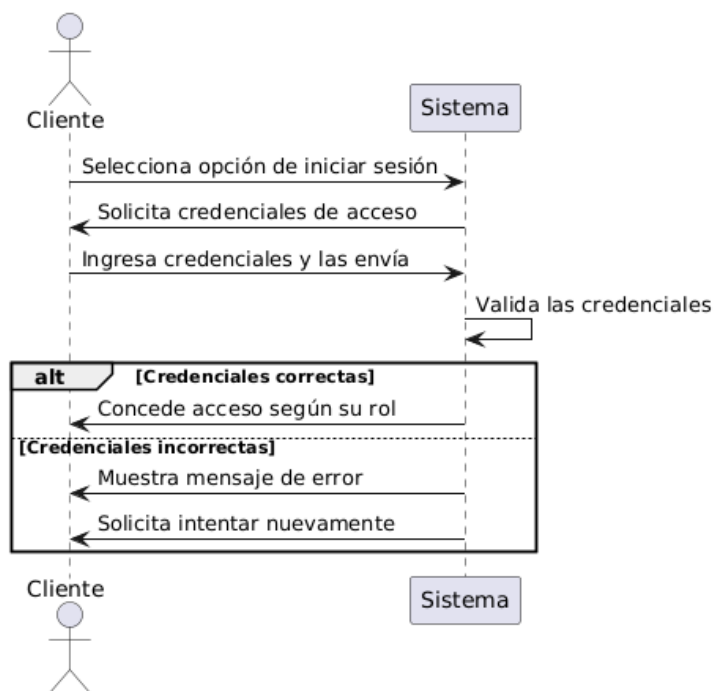 Cliente
Sistema
Selecciona opción de iniciar sesión
Solicita credenciales de acceso
Ingresa credenciales y las envía
Valida las credenciales
alt [Credenciales correctas]
Concede acceso según su rol
[Credenciales incorrectas]
Muestra mensaje de error
Solicita intentar nuevamente
Cliente
Sistema